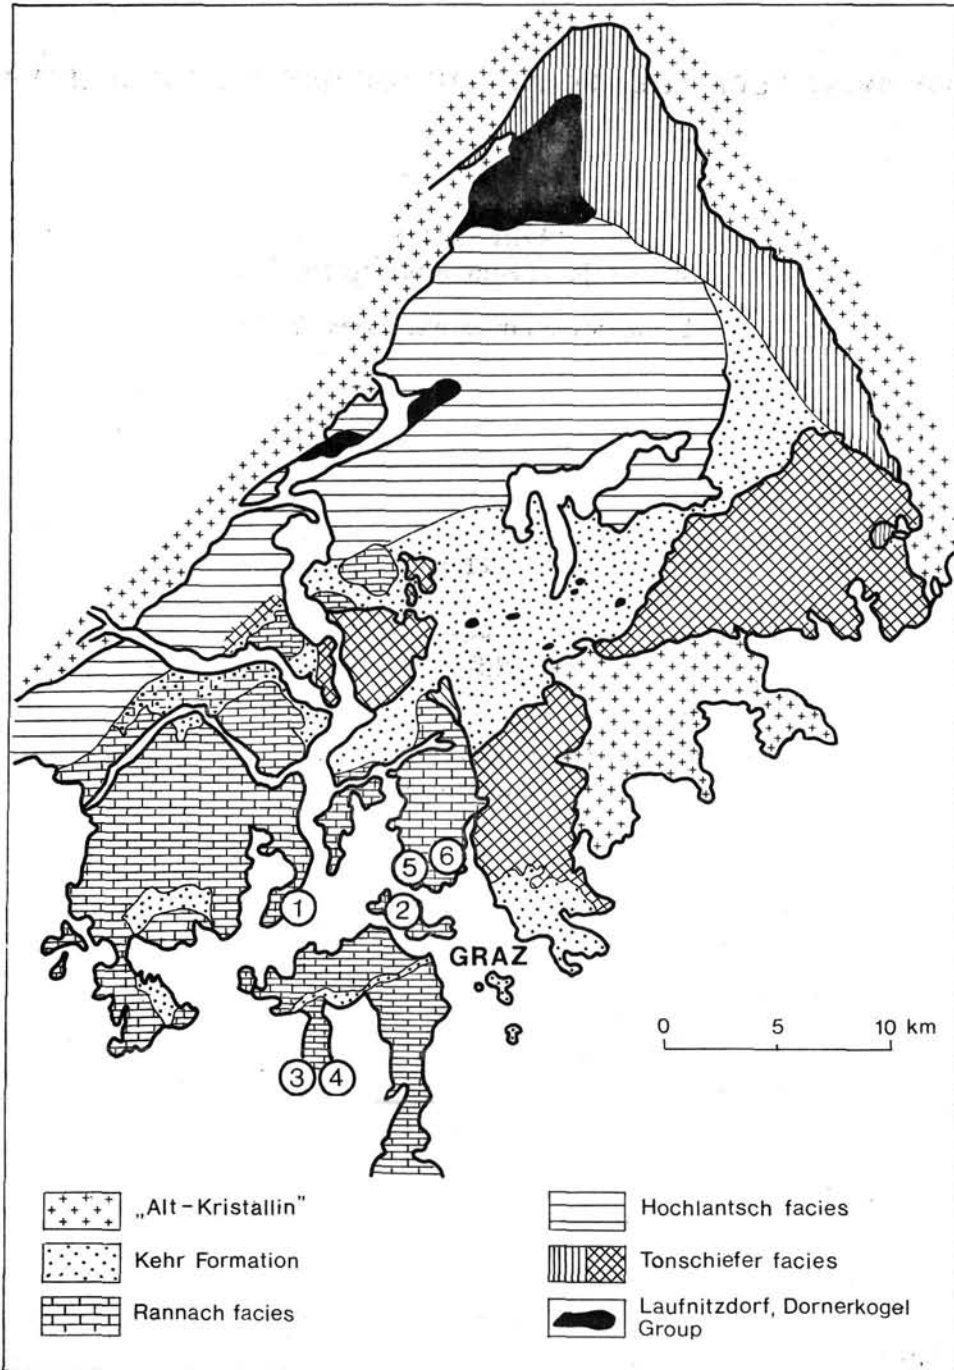 5
6
1
2
GRAZ
0 5 10 km
3
4
„Alt-Kristallin"
Kehr Formation
Rannach facies
Hochlantsch facies
Tonschiefer facies
Laufnitzdorf, Dornerkogel
Group